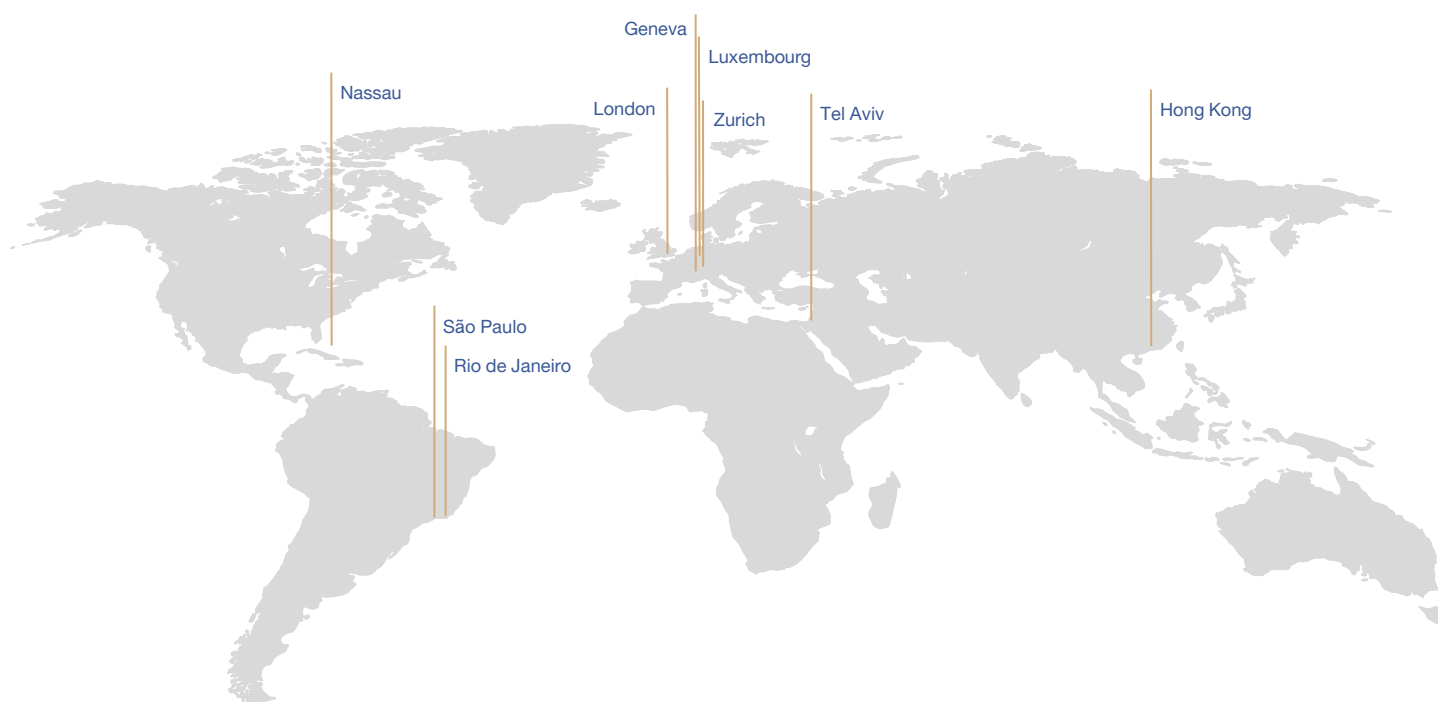 Geneva
Luxembourg
Nassau
London
Zurich
Tel Aviv
Hong Kong
São Paulo
Rio de Janeiro